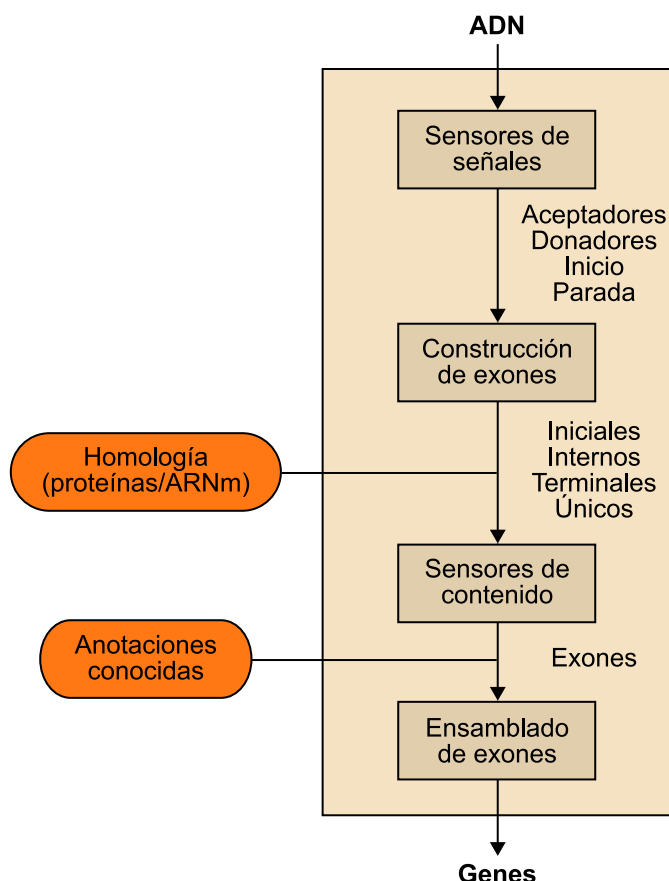 ADN
Sensores de
señales
Aceptadores
Donadores
Inicio
Parada
Construcción
de exones
Iniciales
Internos
Terminales
Únicos
Homología
(proteínas/ARNm)
Sensores de
contenido
Anotaciones
conocidas
Exones
Ensamblado
de exones
Genes